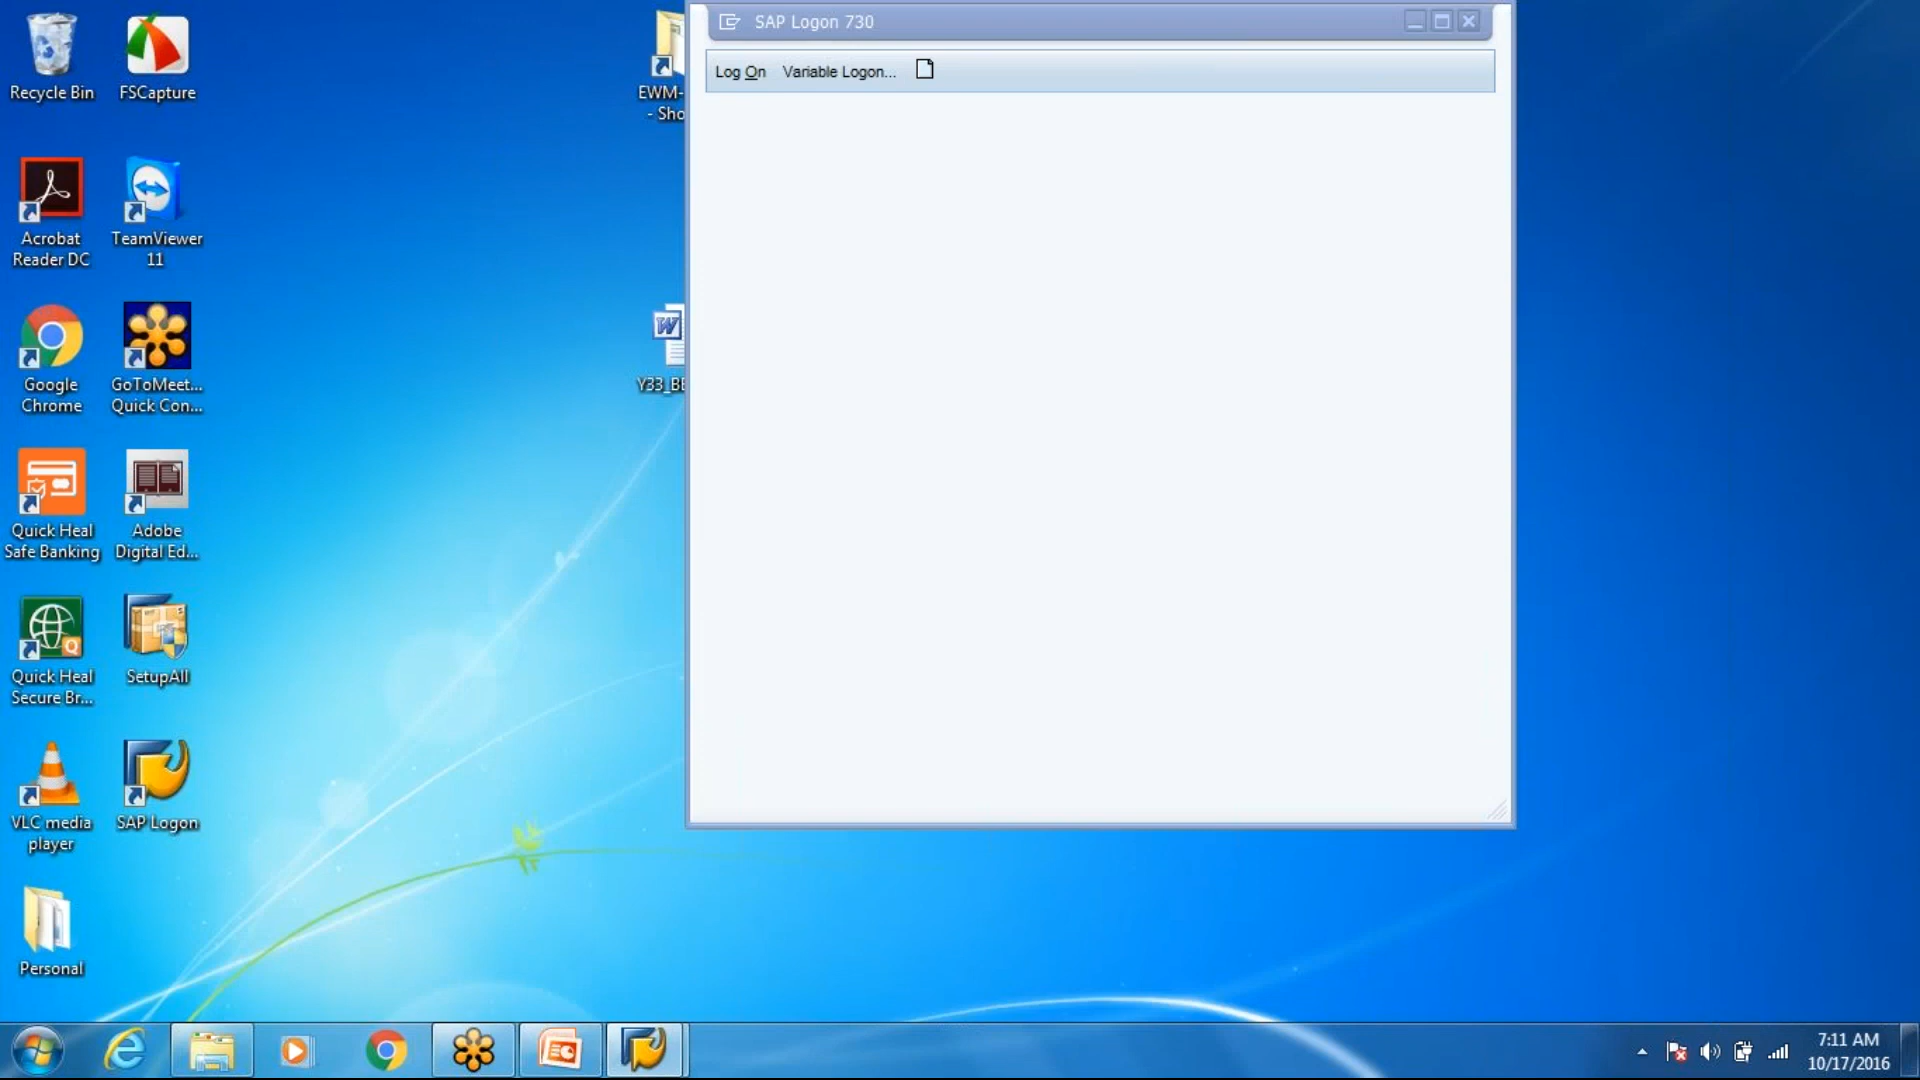 SAP Logon 730
Log On Variable Logon...
Recycle Bin
FSCapture
EWM-
- Sho
Acrobat
Reader DC
TeamViewer
11
Google
Chrome
GoToMeet...
Quick Con...
Y33_BB
Quick Heal
Safe Banking
Adobe
Digital Ed...
Quick Heal
Secure Br...
SetupAll
VLC media
player
SAP Logon
Personal
7:11 AM
10/17/2016